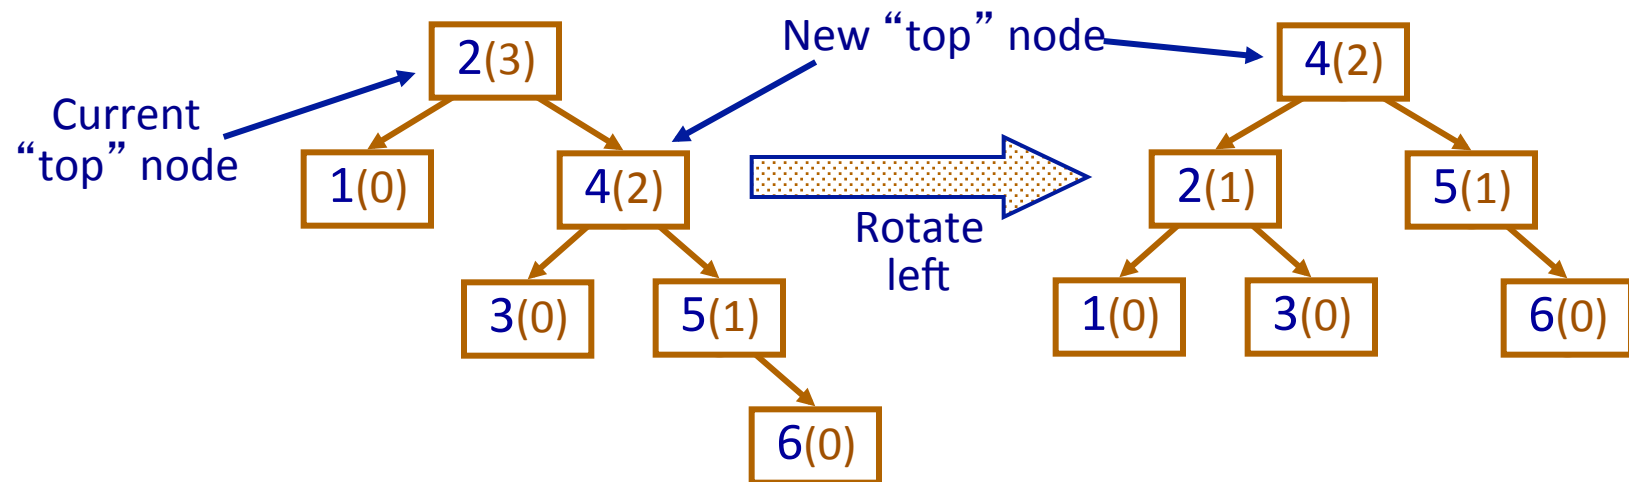 2(3)
New “top” node
4(2)
Current
“top” node
1(0)
4(2)
2(1)
5(1)
Rotate
left
3(0)
5(1)
1(0)
3(0)
6(0)
6(0)